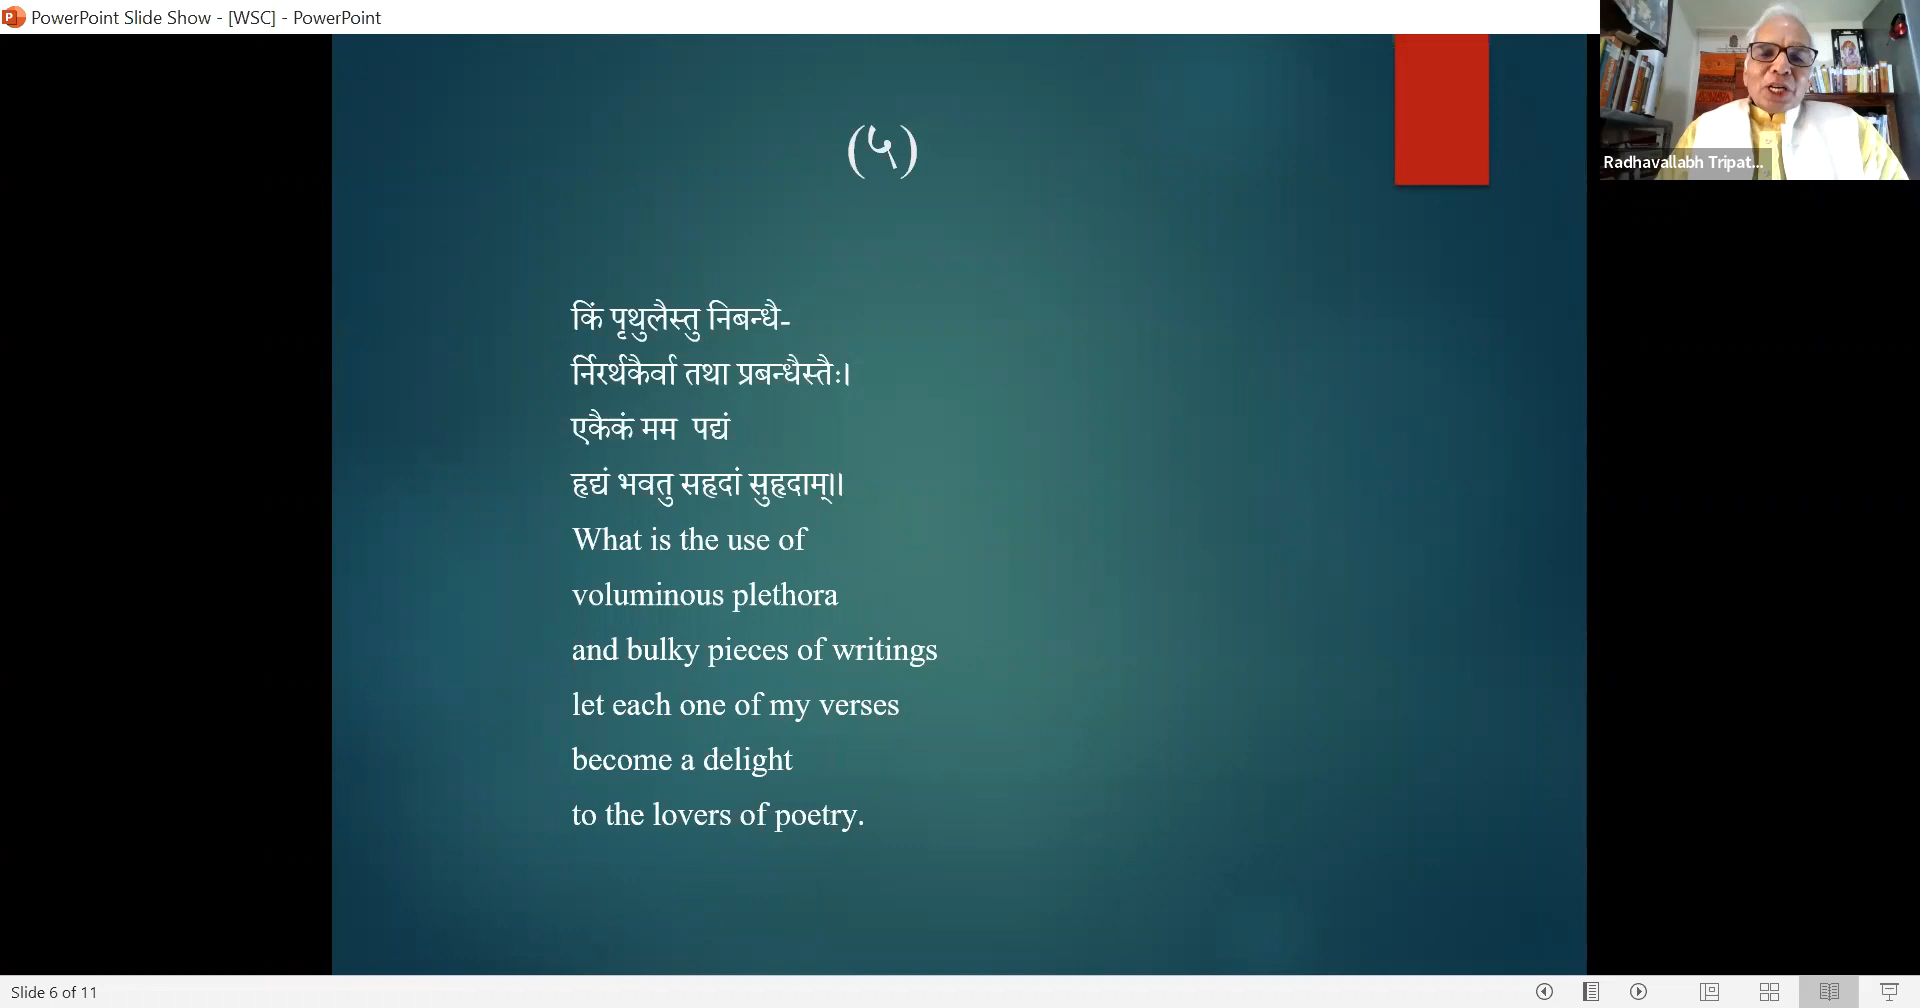 PowerPoint Slide Show - [WSC] - PowerPoint
Radhavallabh Tripat...
(५)
किं पृथुलैस्तु निबन्धै-
र्निरर्थकैर्वा तथा प्रबन्धैस्तैः।
एकैकं मम पद्यं
हृद्यं भवतु सहृदां सुहृदाम्॥
What is the use of
voluminous plethora
and bulky pieces of writings
let each one of my verses
become a delight
to the lovers of poetry.
Slide 6 of 11